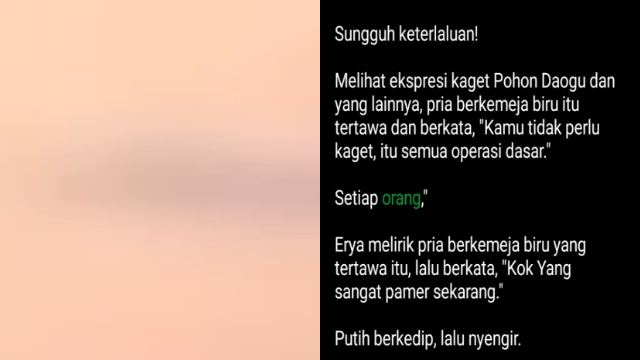 Sungguh keterlaluan!
Melihat ekspresi kaget Pohon Daogu dan
yang lainnya, pria berkemeja biru itu
tertawa dan berkata, "Kamu tidak perlu
kaget, itu semua operasi dasar."
Setiap orang,"
Erya melirik pria berkemeja biru yang
tertawa itu, lalu berkata, "Kok Yang
sangat pamer sekarang."
Putih berkedip, lalu nyengir.